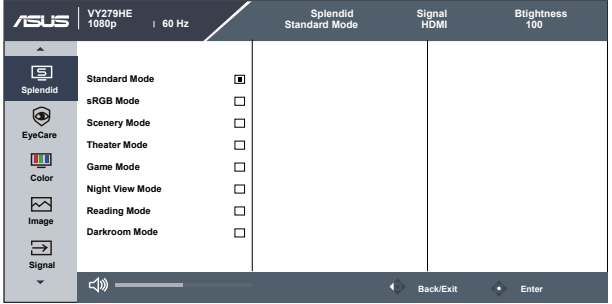 ASUS
VY279HE
1080p | 60 Hz
Splendid
Standard Mode
Signal
HDMI
Btightness
100
Splendid
EyeCare
Color
Image
Signal
Standard Mode
sRGB Mode
Scenery Mode
Theater Mode
Game Mode
Night View Mode
Reading Mode
Darkroom Mode
Back/Exit
Enter